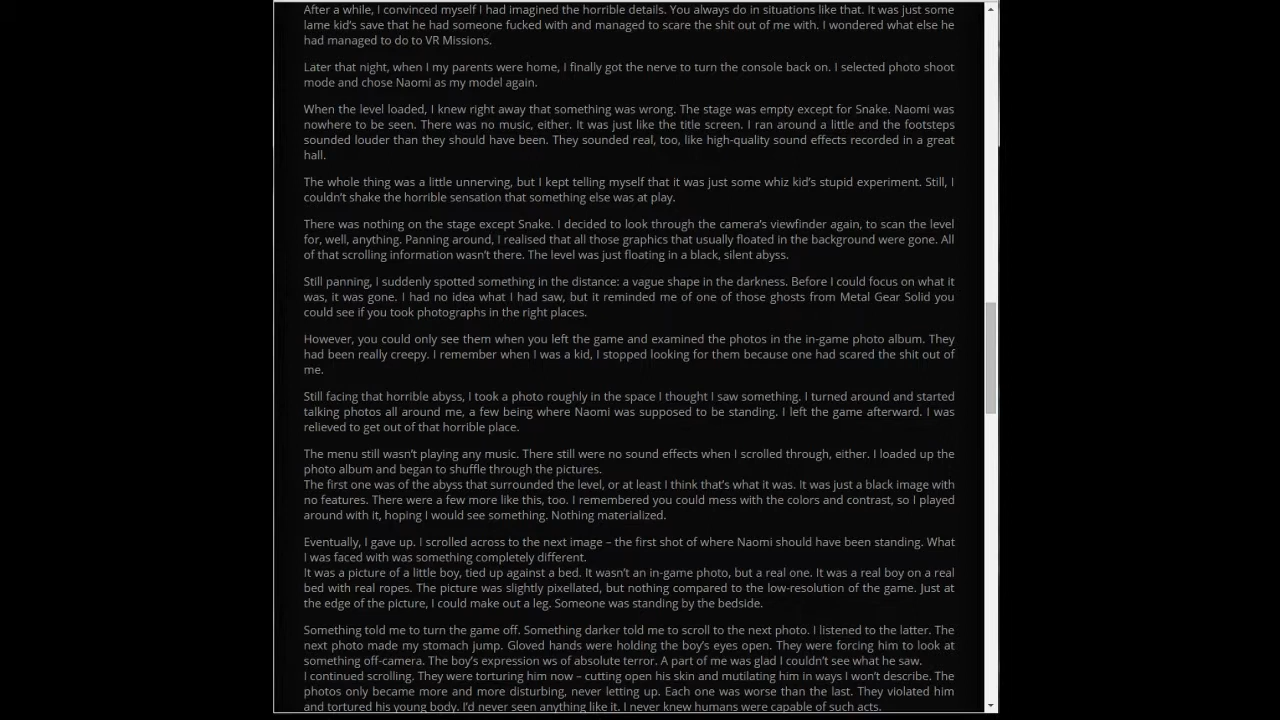 After a while, I convinced myself I had imagined the horrible details. You always do in situations like that. It was just some
lame kid's save that he had someone fucked with and managed to scare the shit out of me with. I wondered what else he
had managed to do to VR Missions.
Later that night, when I my parents were home, I finally got the nerve to turn the console back on. I selected photo shoot
mode and chose Naomi as my model again.
When the level loaded, I knew right away that something was wrong. The stage was empty except for Snake. Naomi was
nowhere to be seen. There was no music, either. It was just like the title screen. I ran around a little and the footsteps
sounded louder than they should have been. They sounded real, too, like high-quality sound effects recorded in a great
hall.
The whole thing was a little unnerving, but I kept telling myself that it was just some whiz kid's stupid experiment. Still, I
couldn't shake the horrible sensation that something else was at play.
There was nothing on the stage except Snake. I decided to look through the camera's viewfinder again, to scan the level
for, well, anything. Panning around, I realised that all those graphics that usually floated in the background were gone. All
of that scrolling information wasn't there. The level was just floating in a black, silent abyss.
Still panning, I suddenly spotted something in the distance: a vague shape in the darkness. Before I could focus on what it
was, it was gone. I had no idea what I had saw, but it reminded me of one of those ghosts from Metal Gear Solid you
could see if you took photographs in the right places.
However, you could only see them when you left the game and examined the photos in the in-game photo album. They
had been really creepy. I remember when I was a kid, I stopped looking for them because one had scared the shit out of
me.
Still facing that horrible abyss, I took a photo roughly in the space I thought I saw something. I turned around and started
talking photos all around me, a few being where Naomi was supposed to be standing. I left the game afterward. I was
relieved to get out of that horrible place.
The menu still wasn't playing any music. There still were no sound effects when I scrolled through, either. I loaded up the
photo album and began to shuffle through the pictures.
The first one was of the abyss that surrounded the level, or at least I think that's what it was. It was just a black image with
no features. There were a few more like this, too. I remembered you could mess with the colors and contrast, so I played
around with it, hoping I would see something. Nothing materialized.
Eventually, I gave up. I scrolled across to the next image – the first shot of where Naomi should have been standing. What
I was faced with was something completely different.
It was a picture of a little boy, tied up against a bed. It wasn't an in-game photo, but a real one. It was a real boy on a real
bed with real ropes. The picture was slightly pixellated, but nothing compared to the low-resolution of the game. Just at
the edge of the picture, I could make out a leg. Someone was standing by the bedside.
Something told me to turn the game off. Something darker told me to scroll to the next photo. I listened to the latter. The
next photo made my stomach jump. Gloved hands were holding the boy's eyes open. They were forcing him to look at
something off-camera. The boy's expression ws of absolute terror. A part of me was glad I couldn't see what he saw.
I continued scrolling. They were torturing him now – cutting open his skin and mutilating him in ways I won't describe. The
photos only became more and more disturbing, never letting up. Each one was worse than the last. They violated him
and tortured his young body. I'd never seen anything like it. I never knew humans were capable of such acts.